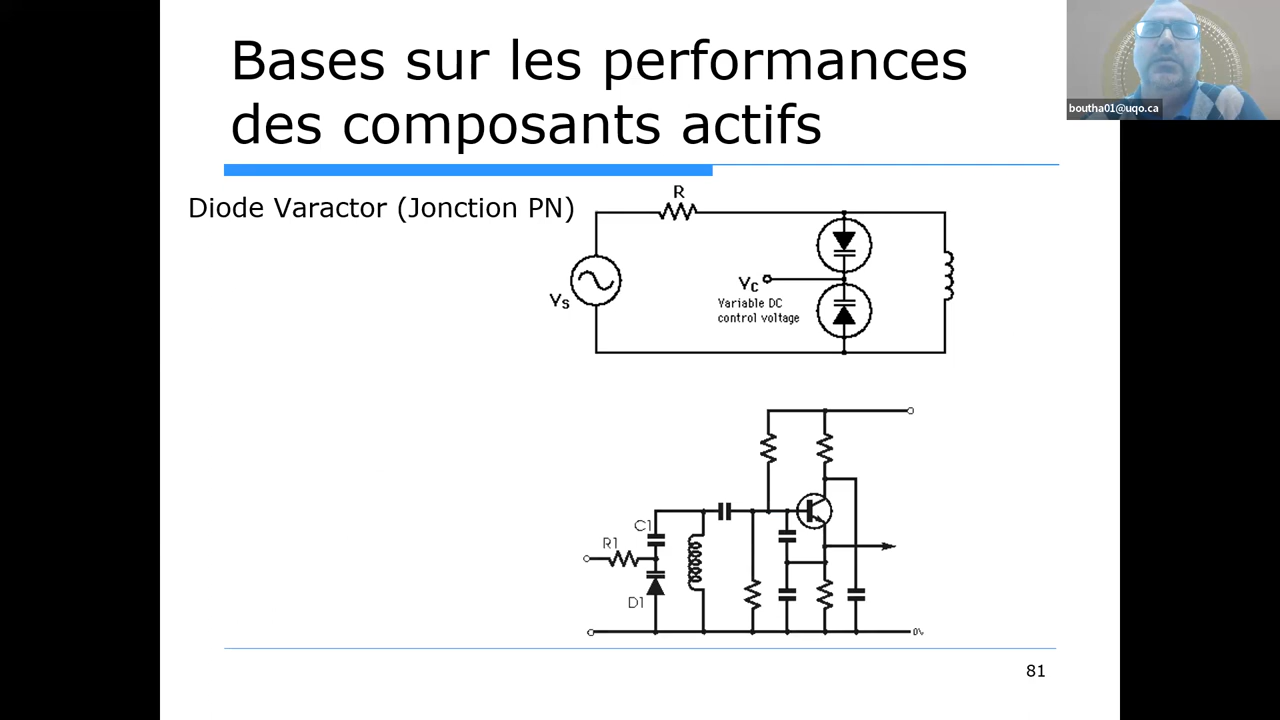 Bases sur les performances
des composants actifs
boutha01@uqo.ca
Diode Varactor (Jonction PN)
R
Vs
Vc
Variable DC
control voltage
C1
R1
D1
0V
81